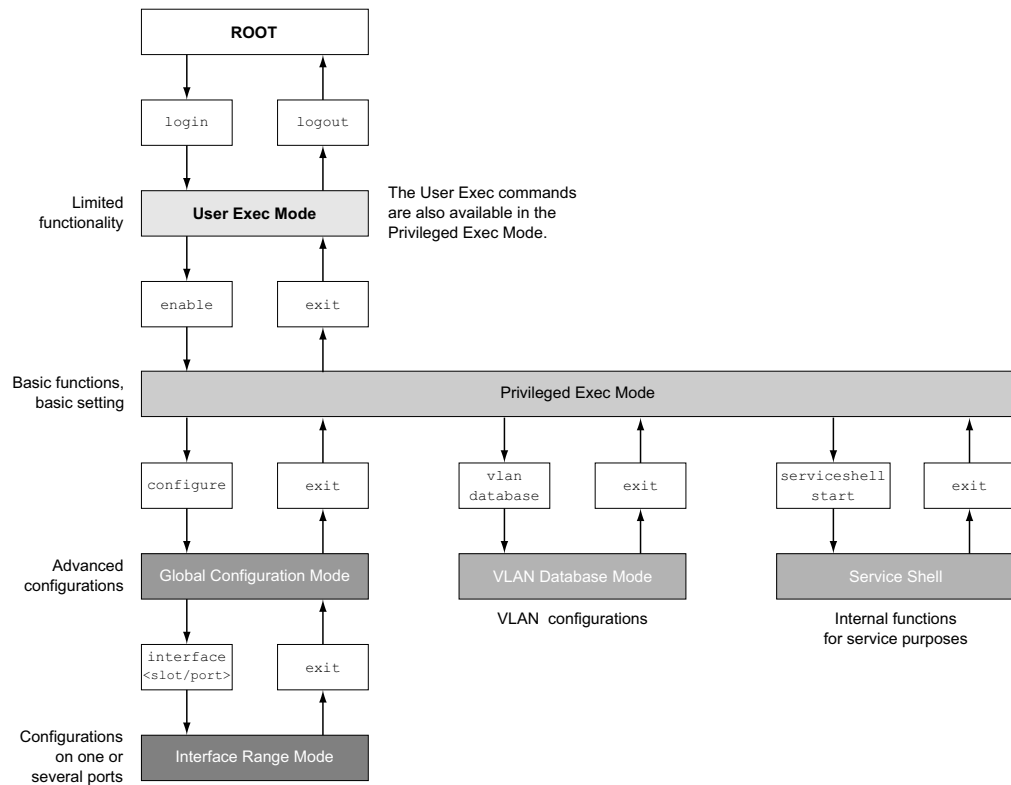 ROOT
login
logout
Limited
functionality
User Exec Mode
The User Exec commands
are also available in the
Privileged Exec Mode.
enable
exit
Basic functions,
basic setting
Privileged Exec Mode
configure
exit
vlan
database
exit
serviceshell
start
exit
Advanced
configurations
Global Configuration Mode
VLAN Database Mode
Service Shell
VLAN configurations
Internal functions
for service purposes
interface
<slot/port>
exit
Configurations
on one or
several ports
Interface Range Mode